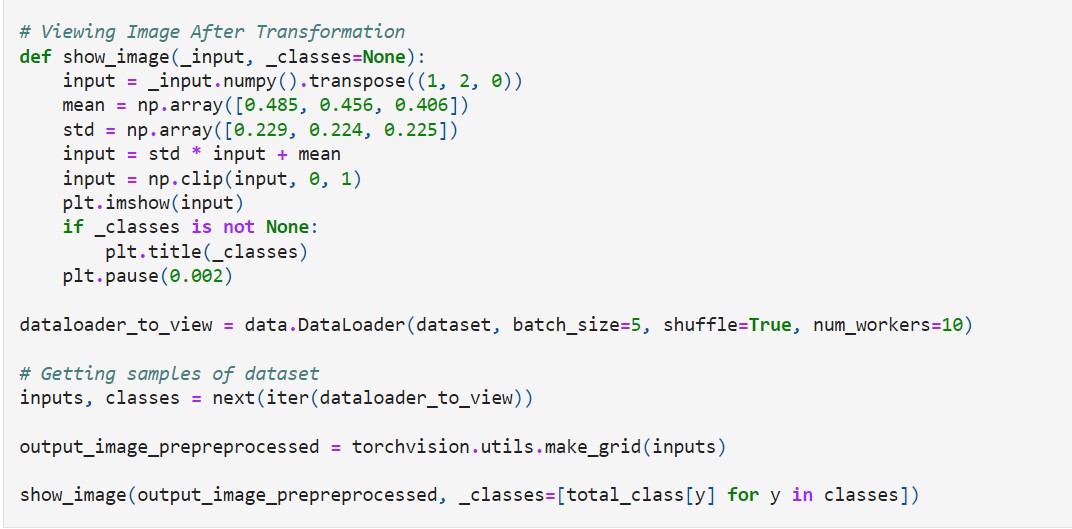 # Viewing Image After Transformation
def show_image(_input, _classes=None):
    input = _input.numpy().transpose((1, 2, 0))
    mean = np.array([0.485, 0.456, 0.406])
    std = np.array([0.229, 0.224, 0.225])
    input = std * input + mean
    input = np.clip(input, 0, 1)
    plt.imshow(input)
    if _classes is not None:
        plt.title(_classes)
    plt.pause(0.002)

dataloader_to_view = data.DataLoader(dataset, batch_size=5, shuffle=True, num_workers=10)

# Getting samples of dataset
inputs, classes = next(iter(dataloader_to_view))

output_image_prepreprocessed = torchvision.utils.make_grid(inputs)

show_image(output_image_prepreprocessed, _classes=[total_class[y] for y in classes])